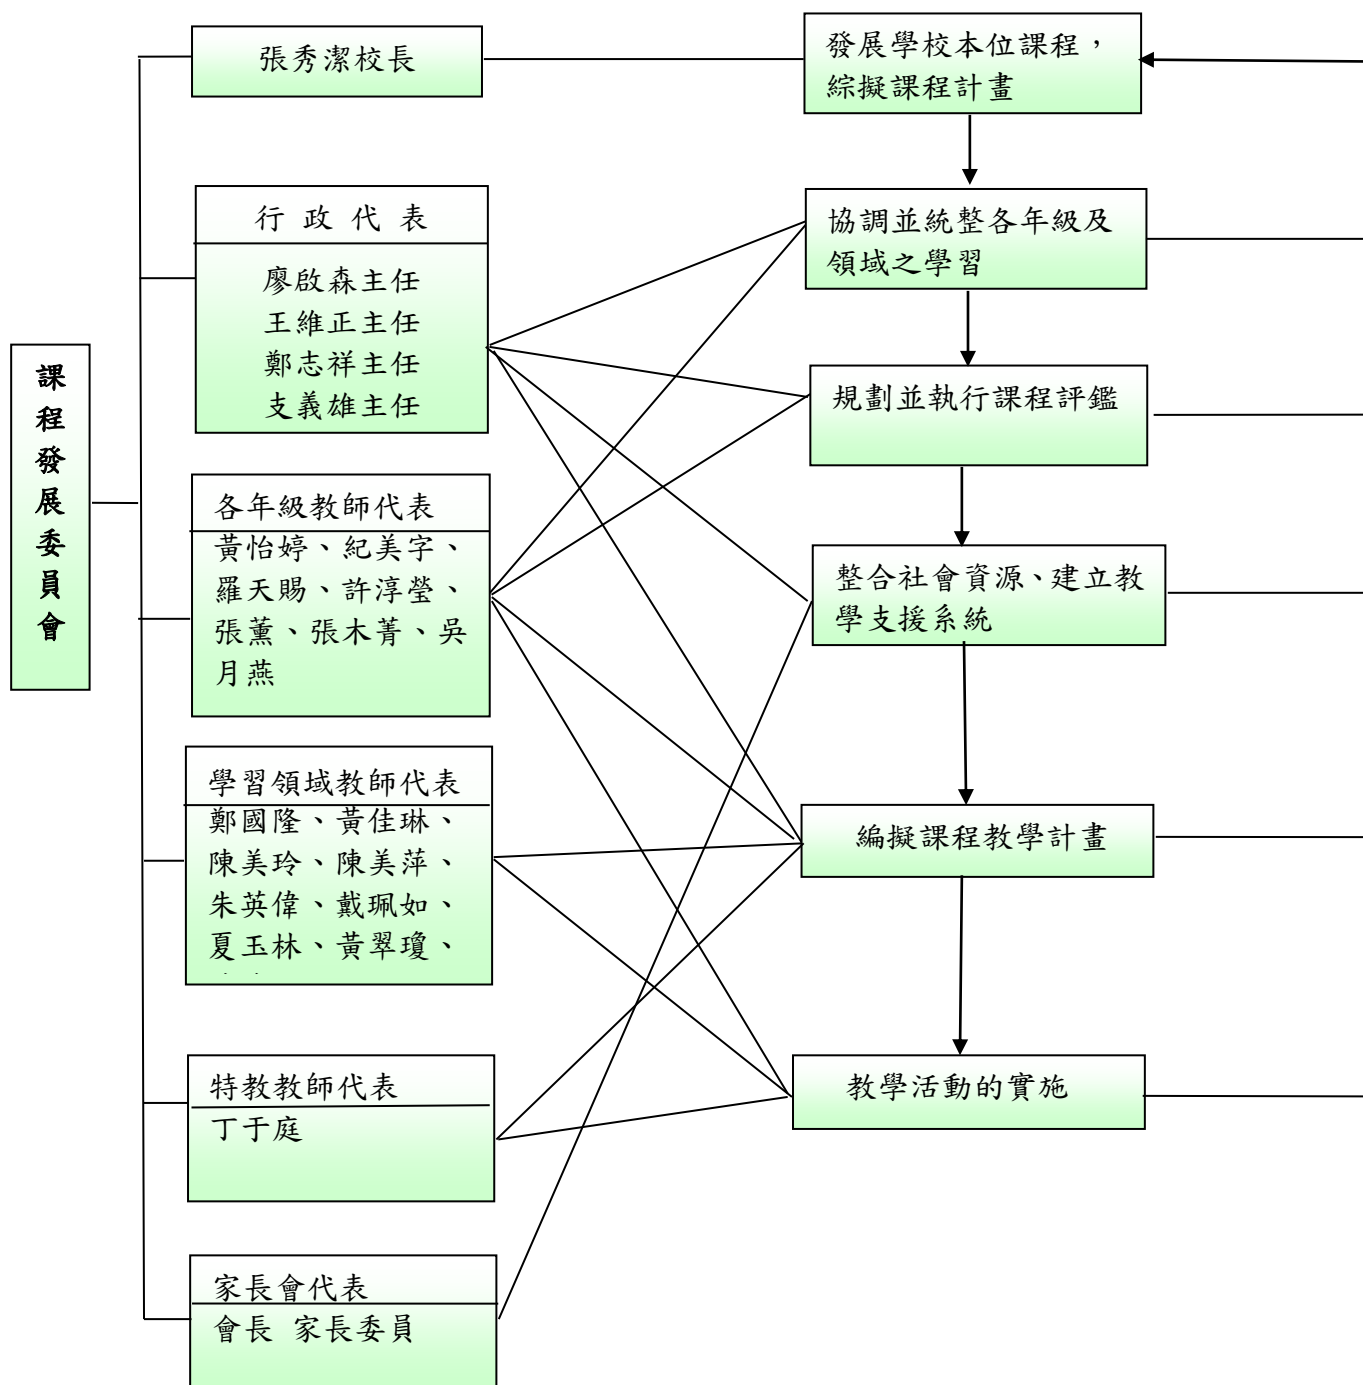 課程發展委員會
張秀潔校長
行政代表
廖啟森主任
王維正主任
鄭志祥主任
支義雄主任
各年級教師代表
黃怡婷、紀美字、
羅天賜、許淳瑩、
張薰、張木菁、吳
月燕
學習領域教師代表
鄭國隆、黃佳琳、
陳美玲、陳美萍、
朱英偉、戴珮如、
夏玉林、黃翠瓊、
特教教師代表
丁于庭
家長會代表
會長 家長委員
發展學校本位課程，
綜擬課程計畫
協調並統整各年級及
領域之學習
規劃並執行課程評鑑
整合社會資源、建立教
學支援系統
編擬課程教學計畫
教學活動的實施